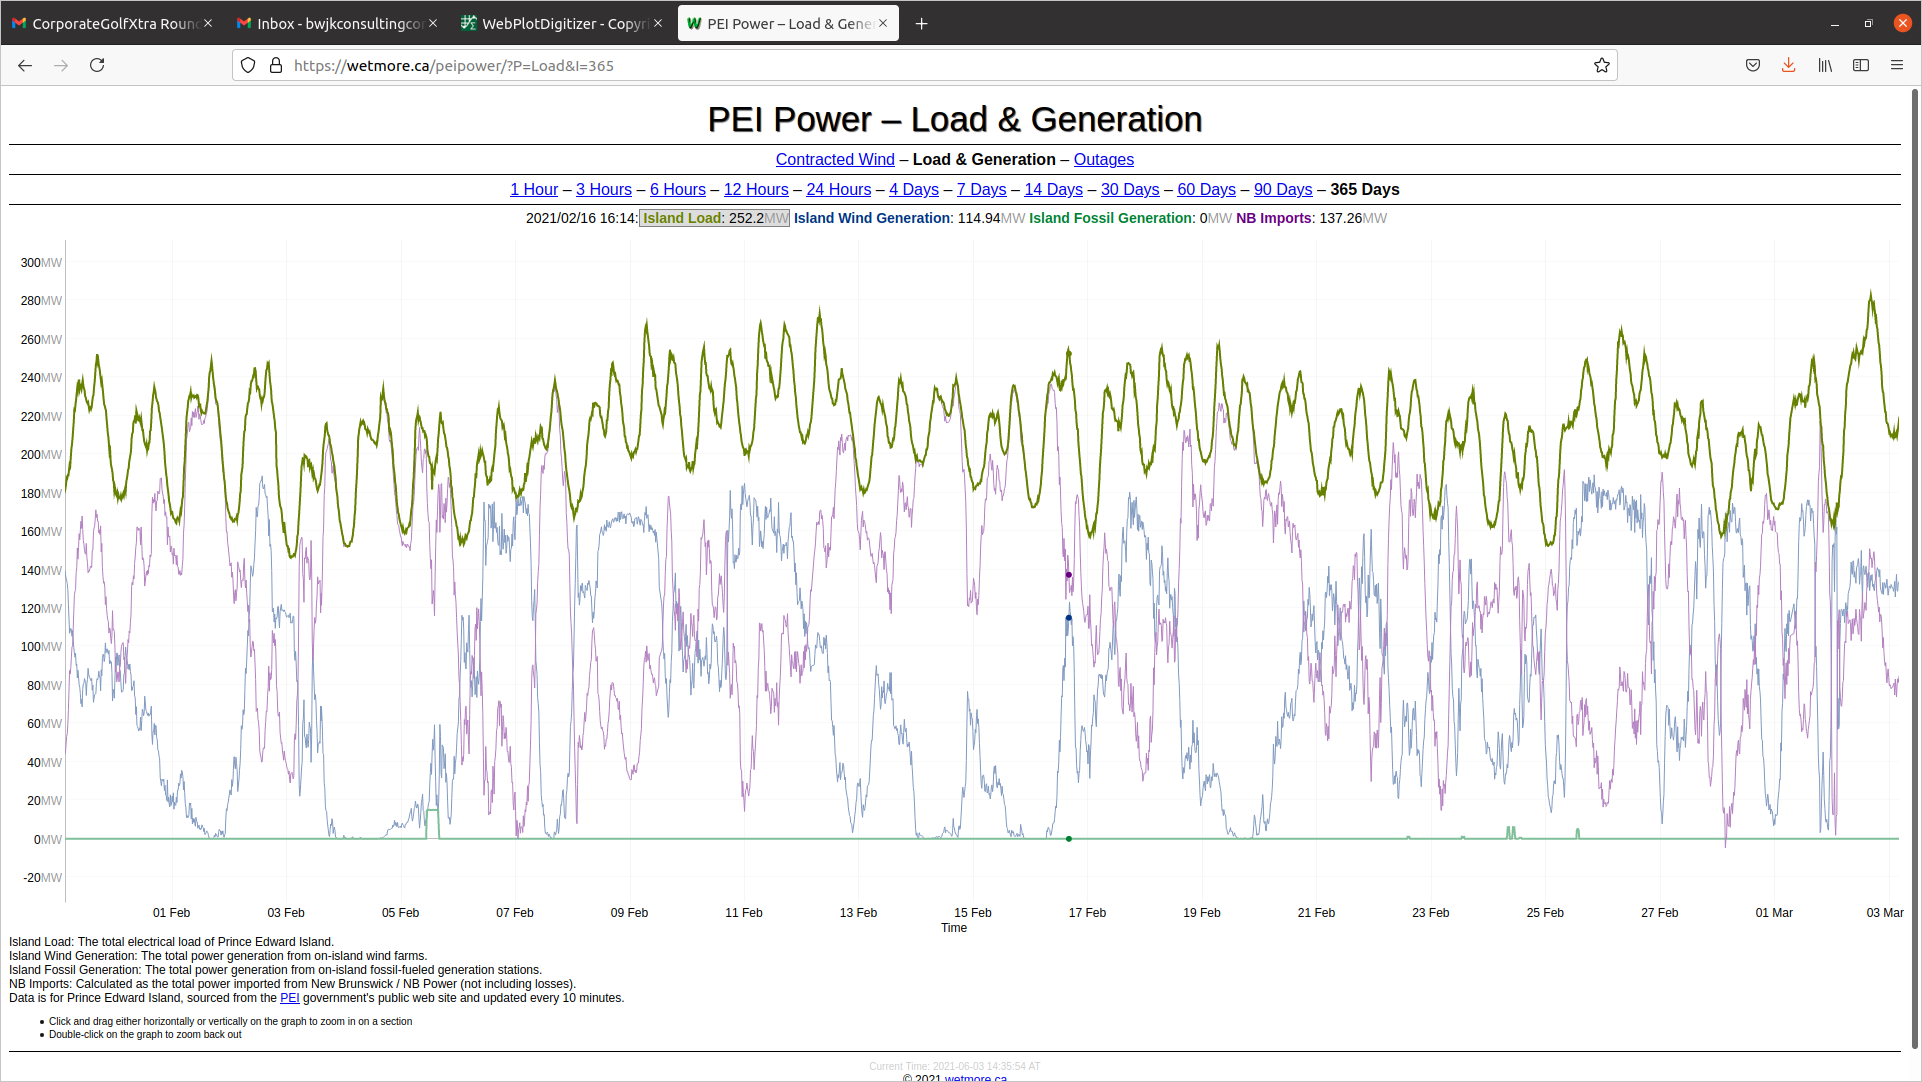 CorporateGolfXtra Roun
Inbox - bwjkconsultingco
WebPlotDigitizer - Copyr
PEI Power – Load & Gene
https://wetmore.ca/peipower/?P=Load&I=365
PEI Power – Load & Generation
Contracted Wind – Load & Generation – Outages
1 Hour – 3 Hours – 6 Hours – 12 Hours – 24 Hours – 4 Days – 7 Days – 14 Days – 30 Days – 60 Days – 90 Days – 365 Days
2021/02/16 16:14: Island Load: 252.2MW Island Wind Generation: 114.94MW Island Fossil Generation: 0MW NB Imports: 137.26MW
300MW
280MW
260MW
240MW
220MW
200MW
180MW
160MW
140MW
120MW
100MW
80MW
60MW
40MW
20MW
0MW
-20MW
01 Feb 03 Feb 05 Feb 07 Feb 09 Feb 11 Feb 13 Feb 15 Feb 17 Feb 19 Feb 21 Feb 23 Feb 25 Feb 27 Feb 01 Mar 03 Mar
Time
Island Load: The total electrical load of Prince Edward Island.
Island Wind Generation: The total power generation from on-island wind farms.
Island Fossil Generation: The total power generation from on-island fossil-fueled generation stations.
NB Imports: Calculated as the total power imported from New Brunswick / NB Power (not including losses).
Data is for Prince Edward Island, sourced from the PEI government's public web site and updated every 10 minutes.
• Click and drag either horizontally or vertically on the graph to zoom in on a section
• Double-click on the graph to zoom back out
Current Time: 2021-06-03 14:35:54 AT
© 2021 wetmore.ca